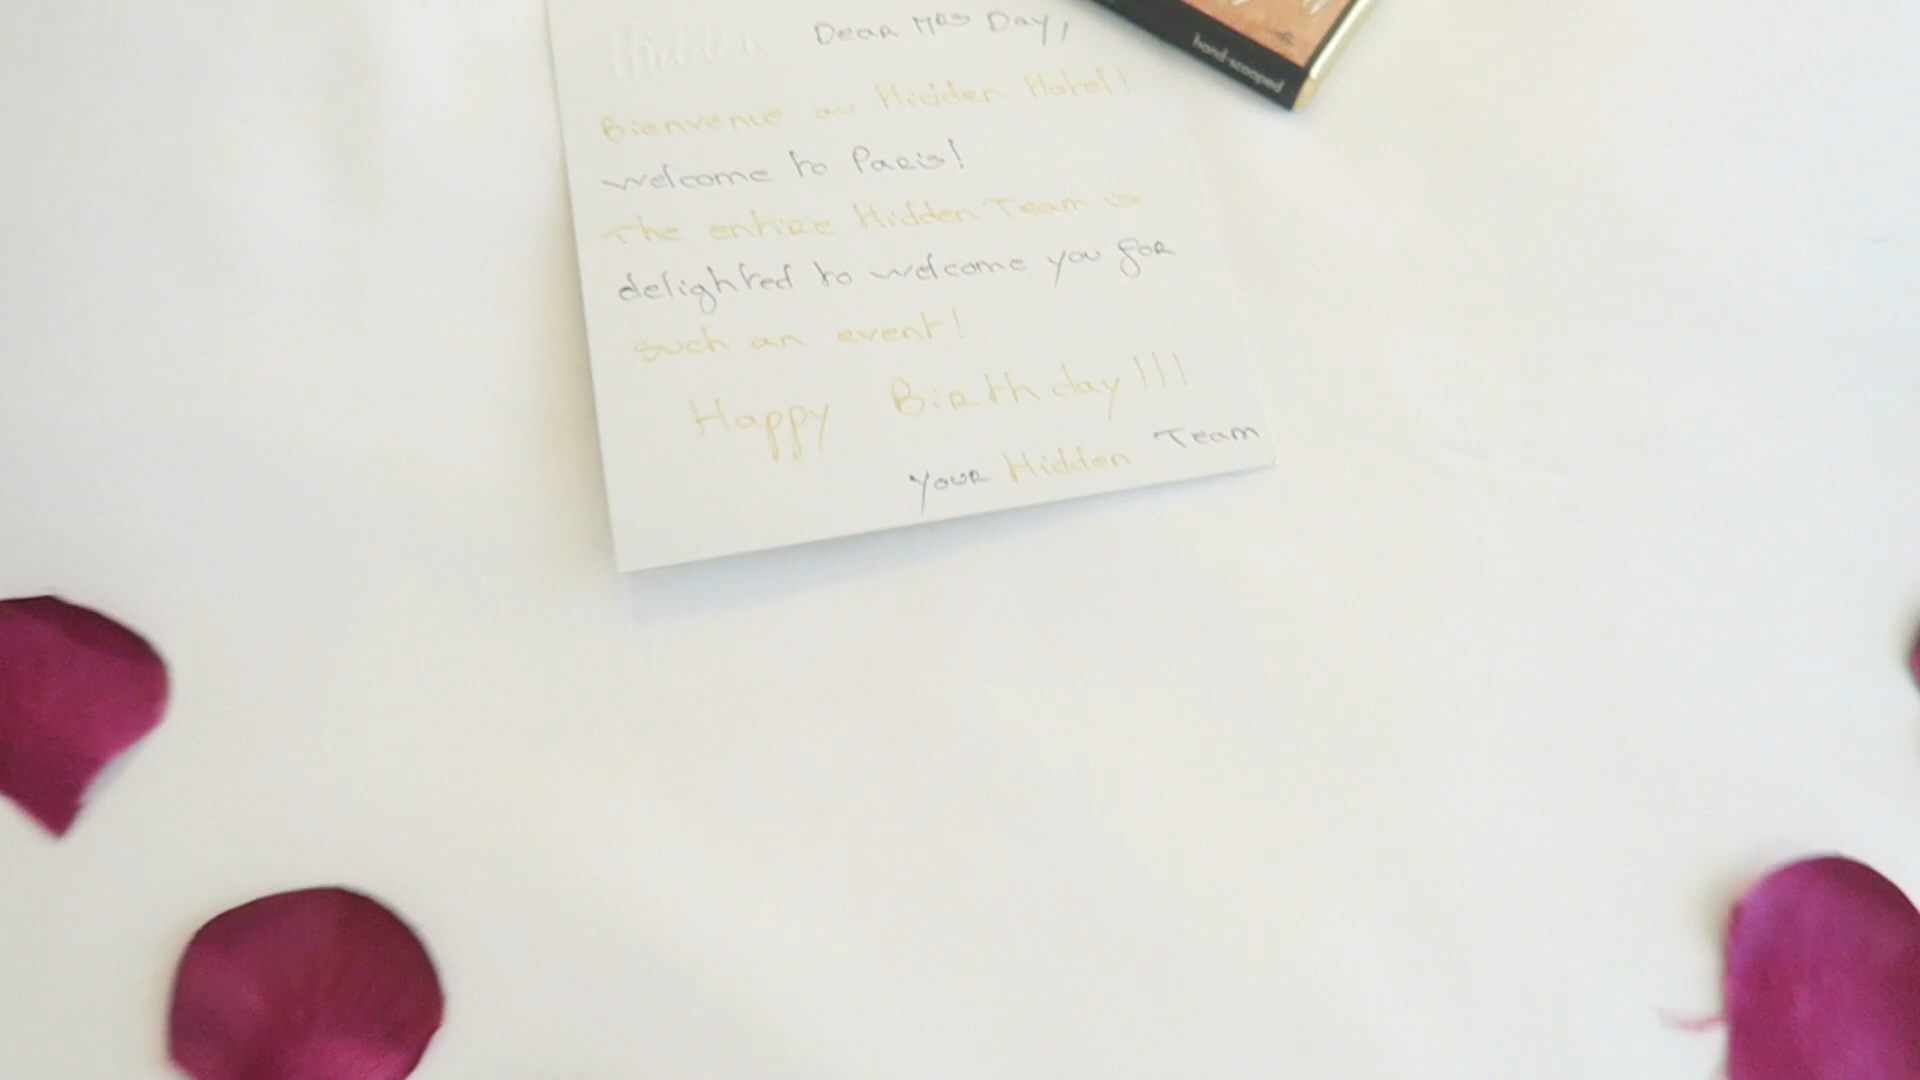 Hidden
Dear Mrs Day,
Bienvenue au Hidden Hotel!
welcome to Paris!
The entire Hidden Team is
delighted to welcome you for
such an event!
Happy Birthday!!!
Your Hidden Team
hand-scooped